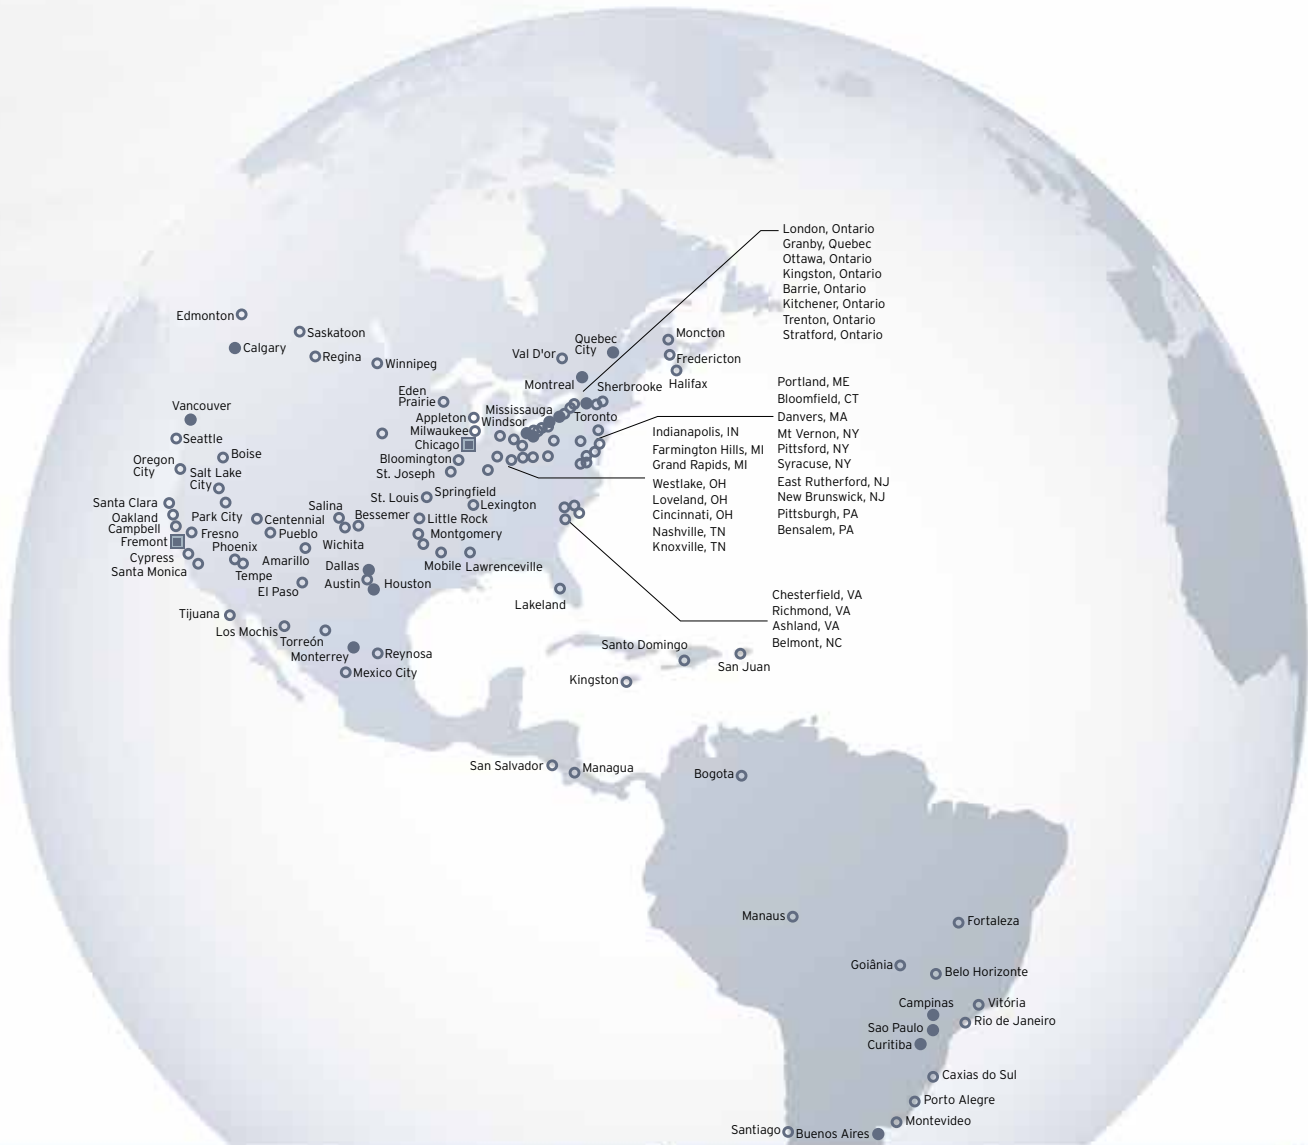 London, Ontario
Granby, Quebec
Ottawa, Ontario
Kingston, Ontario
Barrie, Ontario
Kitchener, Ontario
Trenton, Ontario
Stratford, Ontario
Edmonton
Saskatoon
Calgary
Regina
Winnipeg
Val D'or
Quebec
City
Moncton
Fredericton
Halifax
Montreal
Sherbrooke
Eden
Prairie
Vancouver
Appleton
Mississauga
Windsor
Toronto
Milwaukee
Chicago
Seattle
Bloomington
St. Joseph
Boise
Oregon
City
Salt Lake
City
Portland, ME
Bloomfield, CT
Danvers, MA
Mt Vernon, NY
Pittsford, NY
Syracuse, NY
East Rutherford, NJ
New Brunswick, NJ
Pittsburgh, PA
Bensalem, PA
Indianapolis, IN
Farmington Hills, MI
Grand Rapids, MI
Westlake, OH
Loveland, OH
Cincinnati, OH
Nashville, TN
Knoxville, TN
Santa Clara
Oakland
Campbell
Fremont
Cypress
Santa Monica
Park City
Fresno
Phoenix
Tempe
Centennial
Pueblo
Amarillo
El Paso
Salina
Wichita
Bessemer
St. Louis
Springfield
Lexington
Little Rock
Montgomery
Mobile
Lawrenceville
Dallas
Austin
Houston
Lakeland
Chesterfield, VA
Richmond, VA
Ashland, VA
Belmont, NC
Tijuana
Los Mochis
Torreón
Monterrey
Reynosa
Mexico City
Santo Domingo
San Juan
Kingston
San Salvador
Managua
Bogota
Manaus
Fortaleza
Goiânia
Belo Horizonte
Campinas
Vitória
Sao Paulo
Rio de Janeiro
Curitiba
Caxias do Sul
Porto Alegre
Montevideo
Santiago
Buenos Aires